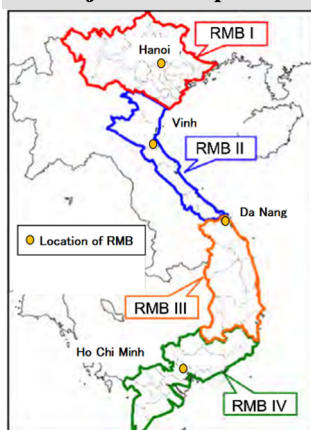 RMB I
Hanoi
Vinh
RMB II
Da Nang
Location of RMB
RMB III
Ho Chi Minh
RMB IV